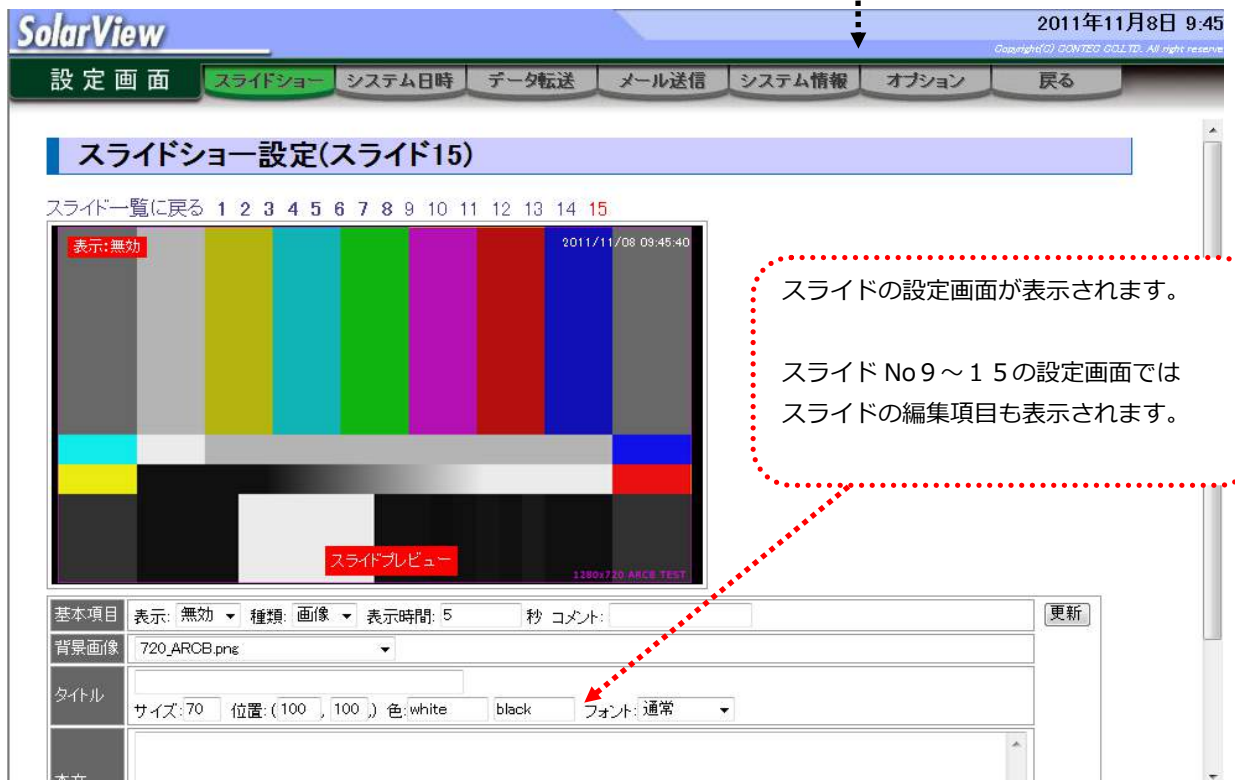 SolarView
2011年11月8日 9:45
Copyright(C) CONTEC CO.,LTD. All right reserve
設定画面 スライドショー システム日時 データ転送 メール送信 システム情報 オプション 戻る
スライドショー設定(スライド15)
スライド一覧に戻る 1 2 3 4 5 6 7 8 9 10 11 12 13 14 15
表示:無効
2011/11/08 09:45:40
スライドの設定画面が表示されます。
スライド No９～１５の設定画面では
スライドの編集項目も表示されます。
スライドプレビュー
1280x720 ARCB TEST
基本項目 表示: 無効 種類: 画像 表示時間: 5 秒 コメント: 更新
背景画像 720_ARCB.png
タイトル
サイズ: 70 位置: ( 100 , 100 ,) 色: white black フォント: 通常
本文